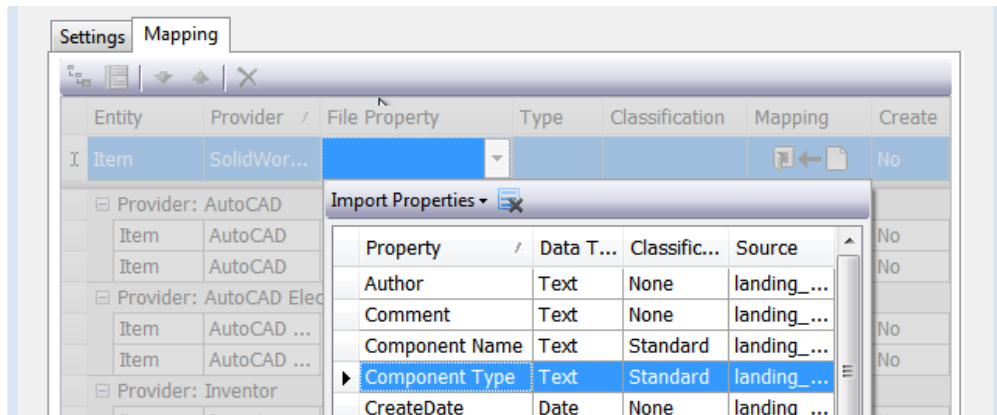 Settings Mapping
Entity Provider File Property Type Classification Mapping Create
Item SolidWor... No
Import Properties
Provider: AutoCAD
Property Data T... Classific... Source
Item AutoCAD No
Item AutoCAD No
Author Text None landing_...
Provider: AutoCAD Elec
Comment Text None landing_...
Item AutoCAD ... No
Component Name Text Standard landing_...
Item AutoCAD ... No
Component Type Text Standard landing_...
Provider: Inventor
CreateDate Date None landing_...